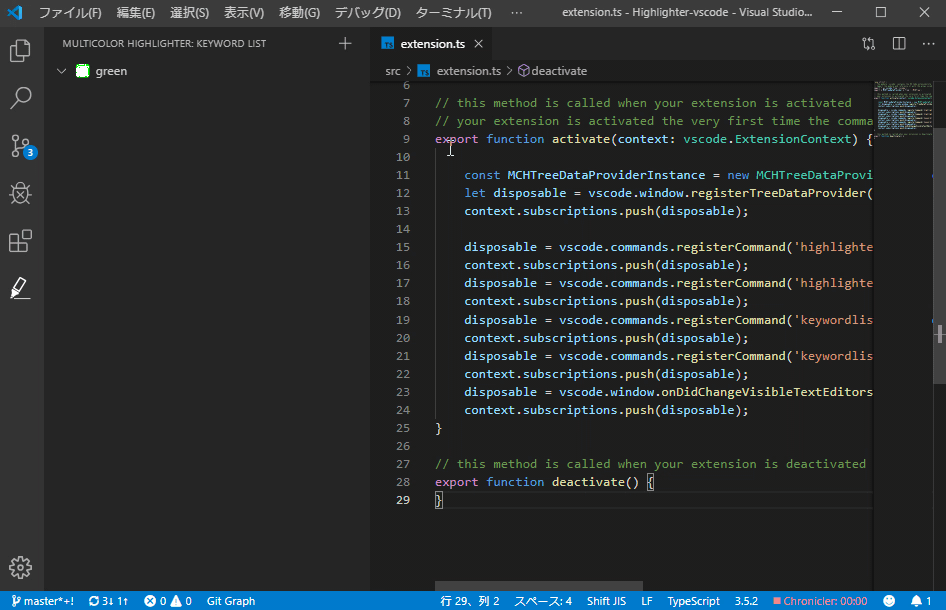 ファイル(F) 編集(E) 選択(S) 表示(V) 移動(G) デバッグ(D) ターミナル(T) ··· extension.ts - Highlighter-vscode - Visual Studio...
MULTICOLOR HIGHLIGHTER: KEYWORD LIST
green
3
TS extension.ts
src > TS extension.ts > deactivate
6
7 // this method is called when your extension is activated
8 // your extension is activated the very first time the comma
9 export function activate(context: vscode.ExtensionContext) {
10
11 const MCHTreeDataProviderInstance = new MCHTreeDataProvi
12 let disposable = vscode.window.registerTreeDataProvider(
13 context.subscriptions.push(disposable);
14
15 disposable = vscode.commands.registerCommand('highlighte
16 context.subscriptions.push(disposable);
17 disposable = vscode.commands.registerCommand('highlighte
18 context.subscriptions.push(disposable);
19 disposable = vscode.commands.registerCommand('keywordlis
20 context.subscriptions.push(disposable);
21 disposable = vscode.commands.registerCommand('keywordlis
22 context.subscriptions.push(disposable);
23 disposable = vscode.window.onDidChangeVisibleTextEditors
24 context.subscriptions.push(disposable);
25 }
26
27 // this method is called when your extension is deactivated
28 export function deactivate() {
29 }
master*+! 3↓ 1↑ 0 0 Git Graph 行 29、列 2 スペース: 4 Shift JIS LF TypeScript 3.5.2 Chronicler: 00:00 1